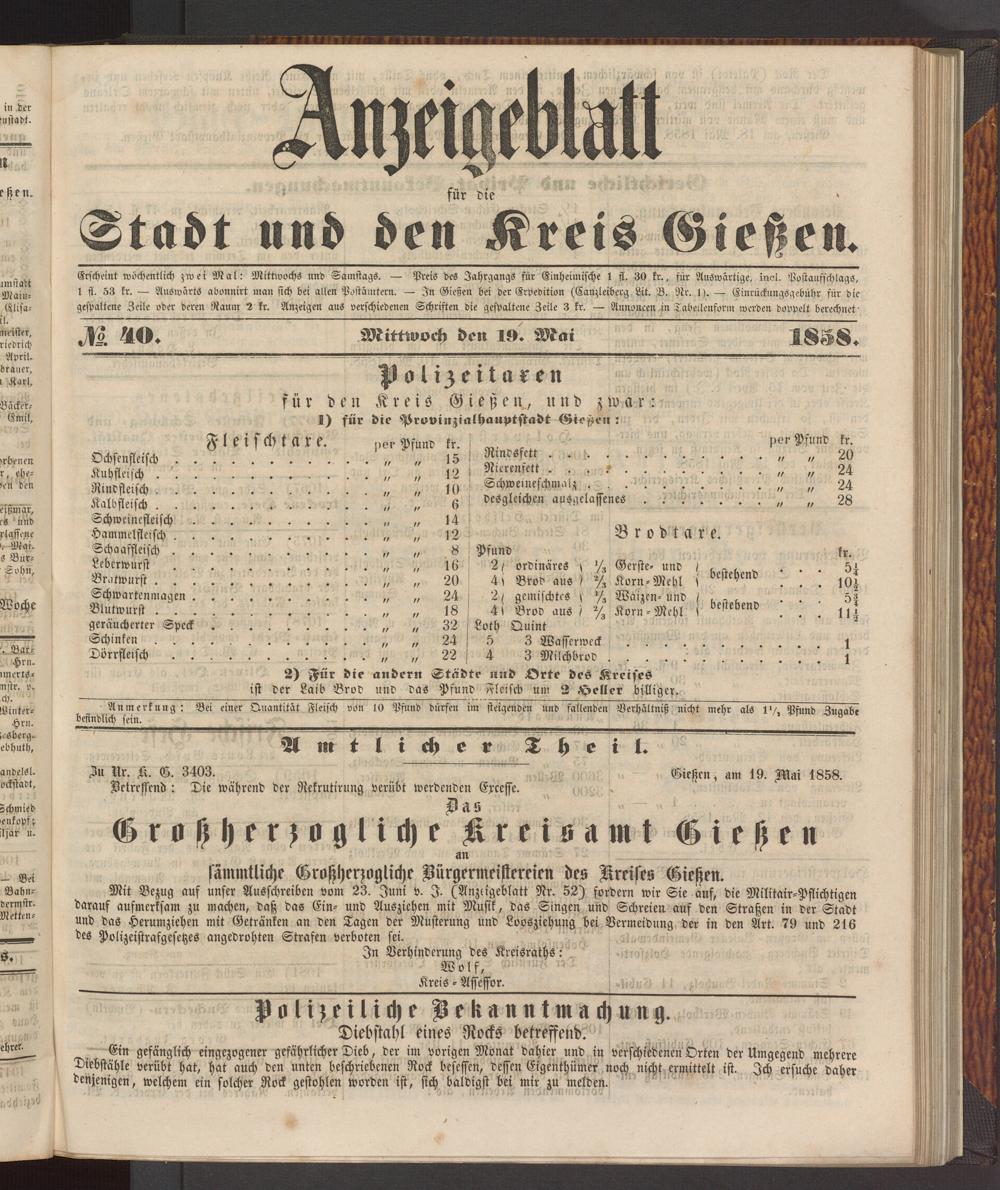 Anzeigeblatt
für die
Stadt und den Kreis Gießen.
Erscheint wöchentlich zwei Mal: Mittwochs und Samstags. — Preis des Jahrgangs für Einheimische 1 fl. 30 kr., für Auswärtige, incl. Postaufschlags,
1 fl. 53 kr. — Auswärts abonnirt man sich bei allen Postämtern. — In Gießen bei der Expedition (Canzleiberg Lit. B. Nr. 1). — Einrückungsgebühr für die
gespaltene Zeile oder deren Raum 2 kr. Anzeigen aus verschiedenen Schriften die gespaltene Zeile 3 kr. — Annoncen in Tabellenform werden doppelt berechnet.
№ 40. Mittwoch den 19. Mai 1858.
Polizeitaxen
für den Kreis Gießen, und zwar:
1) für die Provinzialhauptstadt Gießen:
Fleischtaxe. per Pfund kr.
Ochsenfleisch . . . „ „ 15
Kuhfleisch . . . „ „ 12
Rindfleisch . . . „ „ 10
Kalbfleisch . . . „ „ 6
Schweinefleisch . . . „ „ 14
Hammelfleisch . . . „ „ 12
Schaaffleisch . . . „ „ 8
Leberwurst . . . „ „ 16
Bratwurst . . . „ „ 20
Schwartenmagen . . . „ „ 24
Blutwurst . . . „ „ 18
geräucherter Speck . . . „ „ 32
Schinken . . . „ „ 24
Dörrfleisch . . . „ „ 22
per Pfund kr.
Rindsfett . . . „ „ 20
Nierenfett . . . „ „ 24
Schweineschmalz . . . „ „ 24
desgleichen ausgelassenes . . . „ „ 28
Brodtaxe.
Pfund kr.
2 ordinäres ⅓ Gerste- und bestehend . . . 5¼
4 Brod aus ⅔ Korn-Mehl . . . 10½
2 gemischtes ⅓ Waizen- und bestehend . . . 5¾
4 Brod aus ⅔ Korn-Mehl . . . 11½
Loth Quint
5 3 Wasserweck . . . 1
4 3 Milchbrod . . . 1
2) Für die andern Städte und Orte des Kreises
ist der Laib Brod und das Pfund Fleisch um 2 Heller billiger.
Anmerkung: Bei einer Quantität Fleisch von 10 Pfund dürfen im steigenden und fallenden Verhältniß nicht mehr als 1½ Pfund Zugabe
befindlich sein.
Amtlicher Theil.
Zu Nr. K. G. 3403. Gießen, am 19. Mai 1858.
Betreffend: Die während der Rekrutirung verübt werdenden Excesse.
Das
Großherzogliche Kreisamt Gießen
an
sämmtliche Großherzogliche Bürgermeistereien des Kreises Gießen.
Mit Bezug auf unser Ausschreiben vom 23. Juni v. J. (Anzeigeblatt Nr. 52) fordern wir Sie auf, die Militair-Pflichtigen
darauf aufmerksam zu machen, daß das Ein- und Ausziehen mit Musik, das Singen und Schreien auf den Straßen in der Stadt
und das Herumziehen mit Getränken an den Tagen der Musterung und Loosziehung bei Vermeidung der in den Art. 79 und 216
des Polizeistrafgesetzes angedrohten Strafen verboten sei.
In Verhinderung des Kreisraths:
Wolf,
Kreis-Assessor.
Polizeiliche Bekanntmachung.
Diebstahl eines Rocks betreffend.
Ein gefänglich eingezogener gefährlicher Dieb, der im vorigen Monat dahier und in verschiedenen Orten der Umgegend mehrere
Diebstähle verübt hat, hat auch den unten beschriebenen Rock besessen, dessen Eigenthümer noch nicht ermittelt ist. Ich ersuche daher
denjenigen, welchem ein solcher Rock gestohlen worden ist, sich baldigst bei mir zu melden.